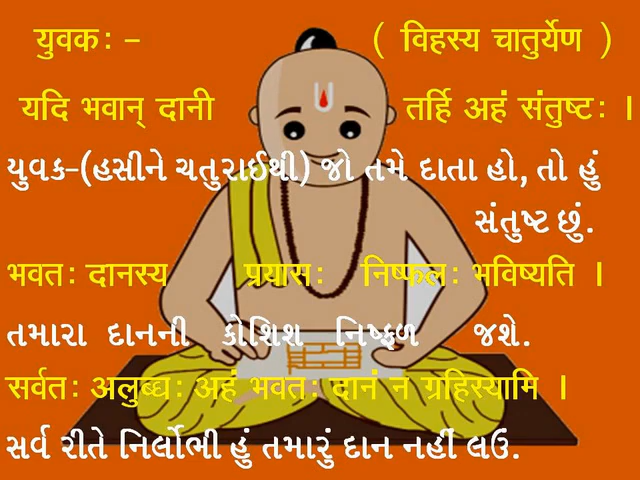 युवकः – ( विहस्य चातुर्येण )
यदि भवान् दानी तर्हि अहं संतुष्टः ।
યુવક-(હસીને ચતુરાઈથી) જો તમે દાતા હો, તો હું
સંતુષ્ટ છું.
भवतः दानस्य प्रयासः निष्फलः भविष्यति ।
તમારા દાનની કોશિશ નિષ્ફળ જશે.
सर्वतः अलुब्धः अहं भवतः दानं न ग्रहिस्यामि ।
સર્વ રીતે નિર્લોભી હું તમારું દાન નહીં લઉં.